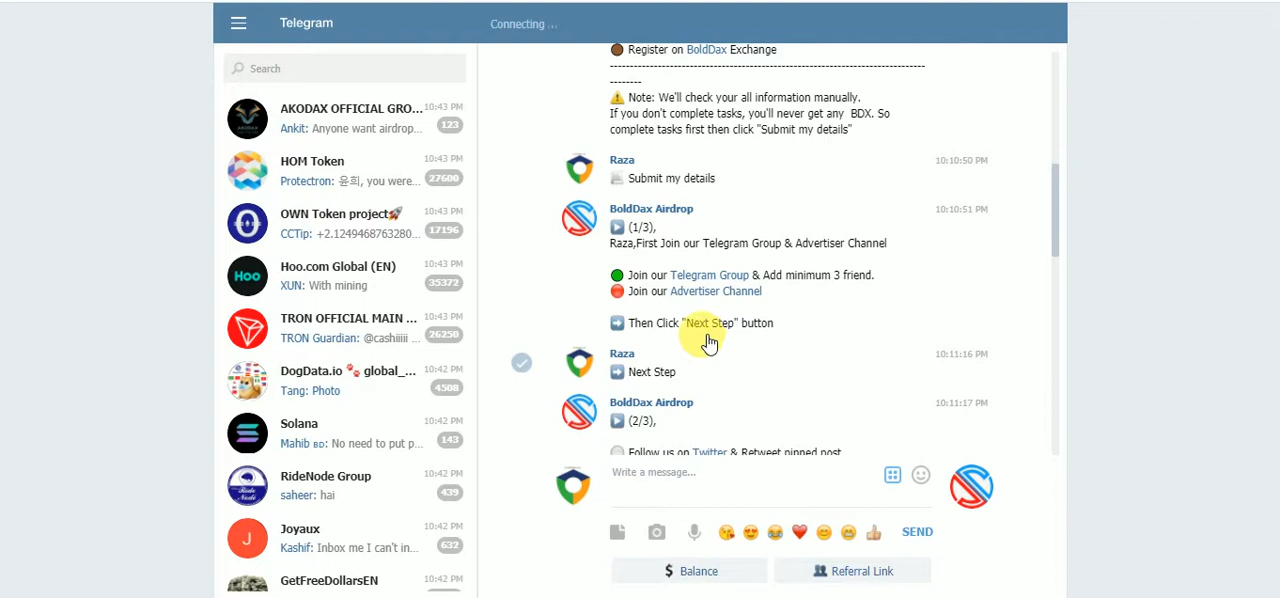 Telegram
Connecting ...
Search
AKODAX OFFICIAL GRO... 10:43 PM
Ankit: Anyone want airdrop... 123
HOM Token 10:43 PM
Protectron: 윤희, you were... 27600
OWN Token project🚀 10:43 PM
CCTip: +2.1249468763280... 17196
Hoo
Hoo.com Global (EN) 10:43 PM
XUN: With mining 35372
TRON OFFICIAL MAIN ... 10:43 PM
TRON Guardian: @cashiiiii ... 26250
DogData.io 🐾 global_... 10:42 PM
Tang: Photo 4508
Solana 10:42 PM
Mahib BD: No need to put p... 143
RideNode Group 10:42 PM
saheer: hai 439
J
Joyaux 10:42 PM
Kashif: Inbox me I can't in... 632
GetFreeDollarsEN 10:42 PM
Register on BoldDax Exchange
--------------------------------------------------------------------------------
--------
⚠️ Note: We'll check your all information manually.
If you don't complete tasks, you'll never get any BDX. So
complete tasks first then click "Submit my details"
Raza 10:10:50 PM
Submit my details
BoldDax Airdrop 10:10:51 PM
▶️ (1/3),
Raza,First Join our Telegram Group & Advertiser Channel
🟢 Join our Telegram Group & Add minimum 3 friend.
🔴 Join our Advertiser Channel
➡️ Then Click "Next Step" button
Raza 10:11:16 PM
➡️ Next Step
BoldDax Airdrop 10:11:17 PM
▶️ (2/3),
Follow us on Twitter & Retweet pinned post
Write a message...
SEND
$ Balance
Referral Link